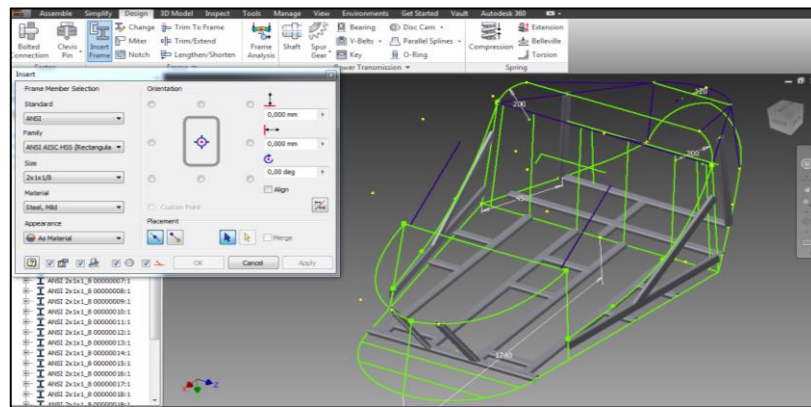 Assemble Simplify Design 3D Model Inspect Tools Manage View Environments Get Started Vault Autodesk 360
Bolted Connection
Clevis Pin
Insert Frame
Change
Miter
Notch
Trim To Frame
Trim/Extend
Lengthen/Shorten
Frame Analysis
Shaft
Spur Gear
Bearing
V-Belts
Key
Disc Cam
Parallel Splines
O-Ring
Compression
Extension
Belleville
Torsion
Power Transmission
Spring
Insert
Frame Member Selection
Standard
ANSI
Family
ANSI AISC HSS (Rectangula
Size
2x1x1/8
Material
Steel, Mild
Appearance
As Material
Orientation
0,000 mm
0,000 mm
0,00 deg
Align
Custom Point
Placement
Merge
OK Cancel Apply
ANSI 2x1x1_8 00000007:1
ANSI 2x1x1_8 00000008:1
ANSI 2x1x1_8 00000009:1
ANSI 2x1x1_8 00000010:1
ANSI 2x1x1_8 00000011:1
ANSI 2x1x1_8 00000012:1
ANSI 2x1x1_8 00000013:1
ANSI 2x1x1_8 00000014:1
ANSI 2x1x1_8 00000015:1
ANSI 2x1x1_8 00000016:1
ANSI 2x1x1_8 00000017:1
ANSI 2x1x1_8 00000018:1
200
200
1240